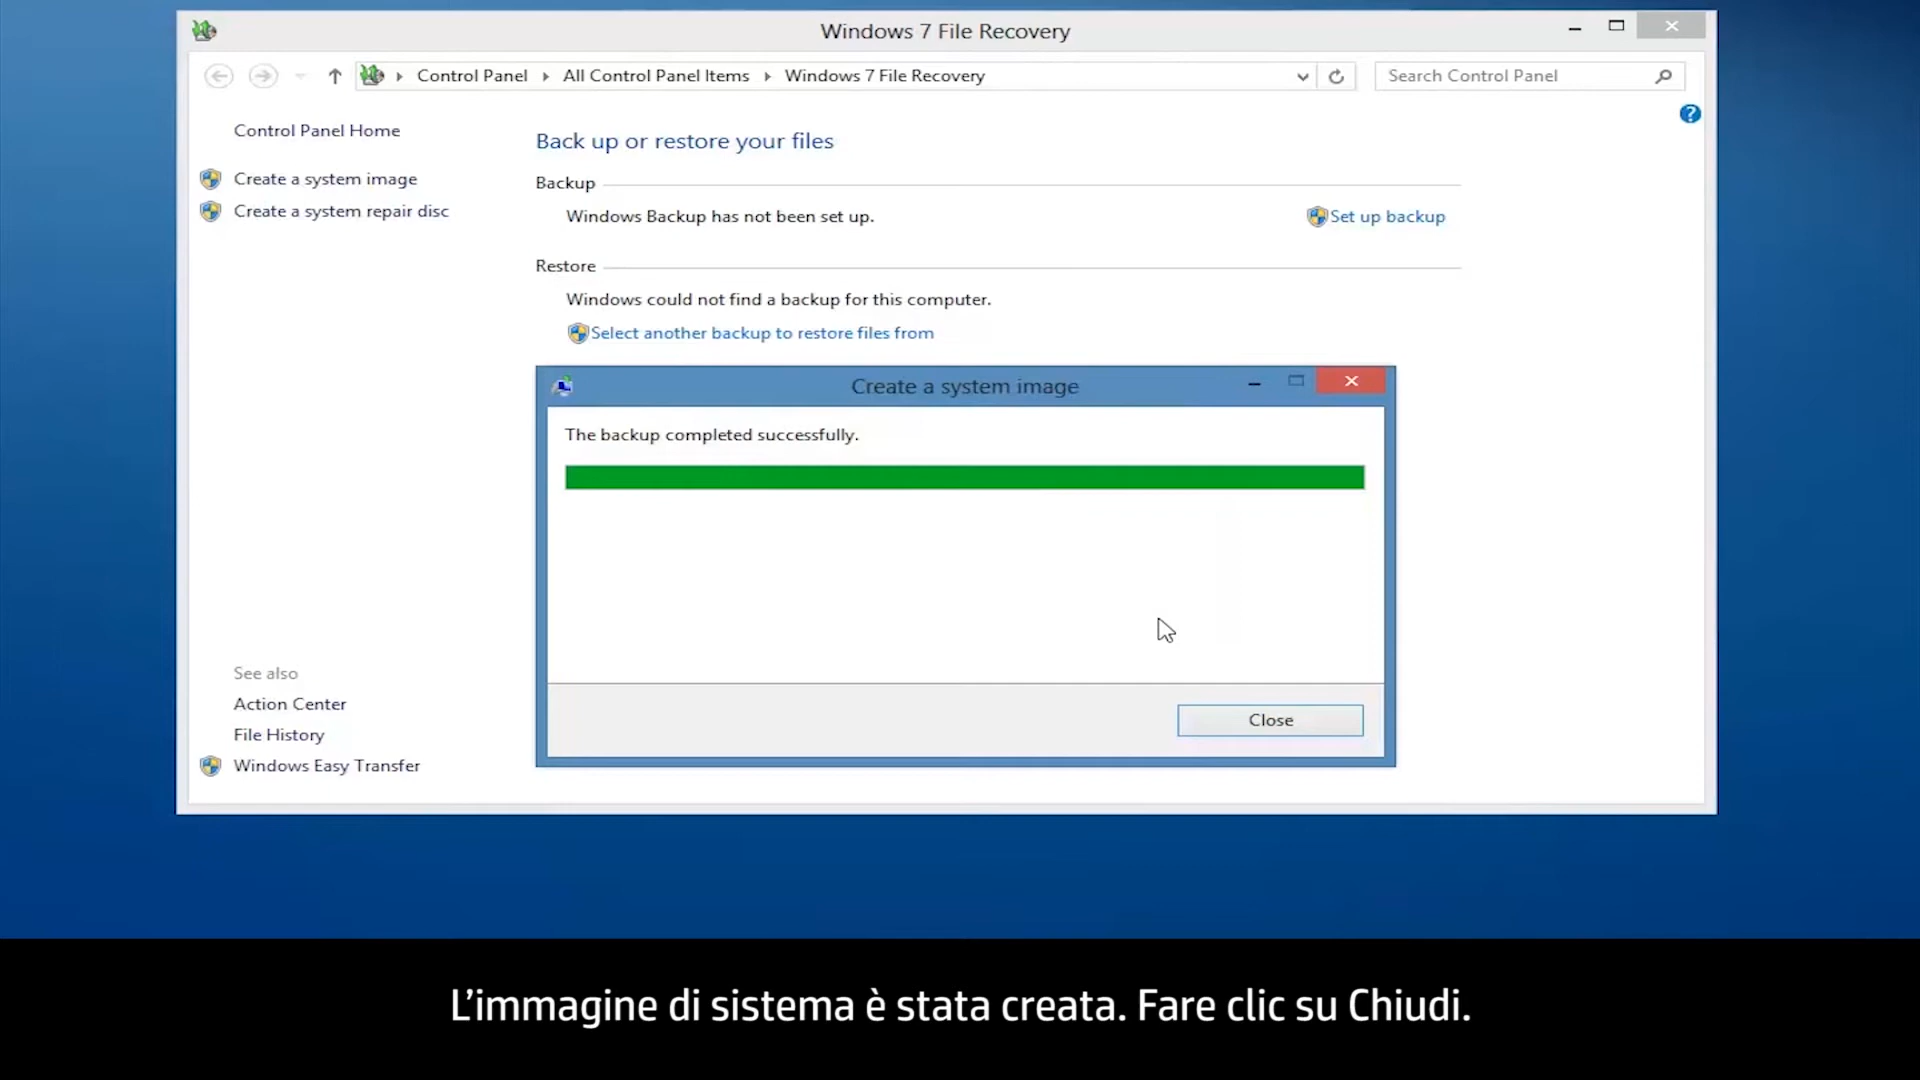 Windows 7 File Recovery
Control Panel All Control Panel Items Windows 7 File Recovery
Search Control Panel
Control Panel Home
Create a system image
Create a system repair disc
Back up or restore your files
Backup
Windows Backup has not been set up.
Set up backup
Restore
Windows could not find a backup for this computer.
Select another backup to restore files from
Create a system image
The backup completed successfully.
Close
See also
Action Center
File History
Windows Easy Transfer
L’immagine di sistema è stata creata. Fare clic su Chiudi.